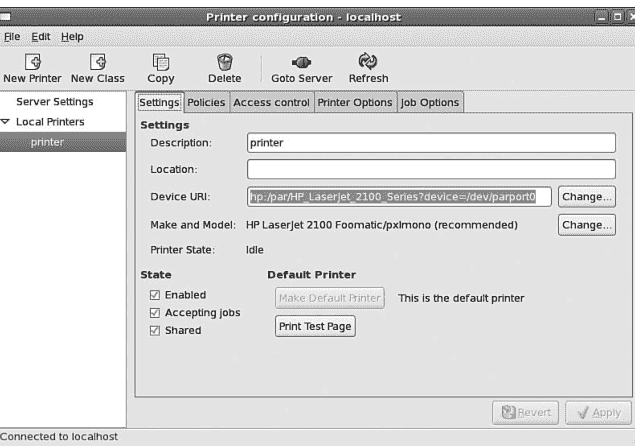 Printer configuration - localhost
File Edit Help
New Printer New Class Copy Delete Goto Server Refresh
Server Settings
Local Printers
printer
Settings Policies Access control Printer Options Job Options
Settings
Description: printer
Location:
Device URI: hp:/par/HP_LaserJet_2100_Series?device=/dev/parport0 Change...
Make and Model: HP LaserJet 2100 Foomatic/pxlmono (recommended) Change...
Printer State: Idle
State Default Printer
Enabled Make Default Printer This is the default printer
Accepting jobs
Shared Print Test Page
Revert Apply
Connected to localhost